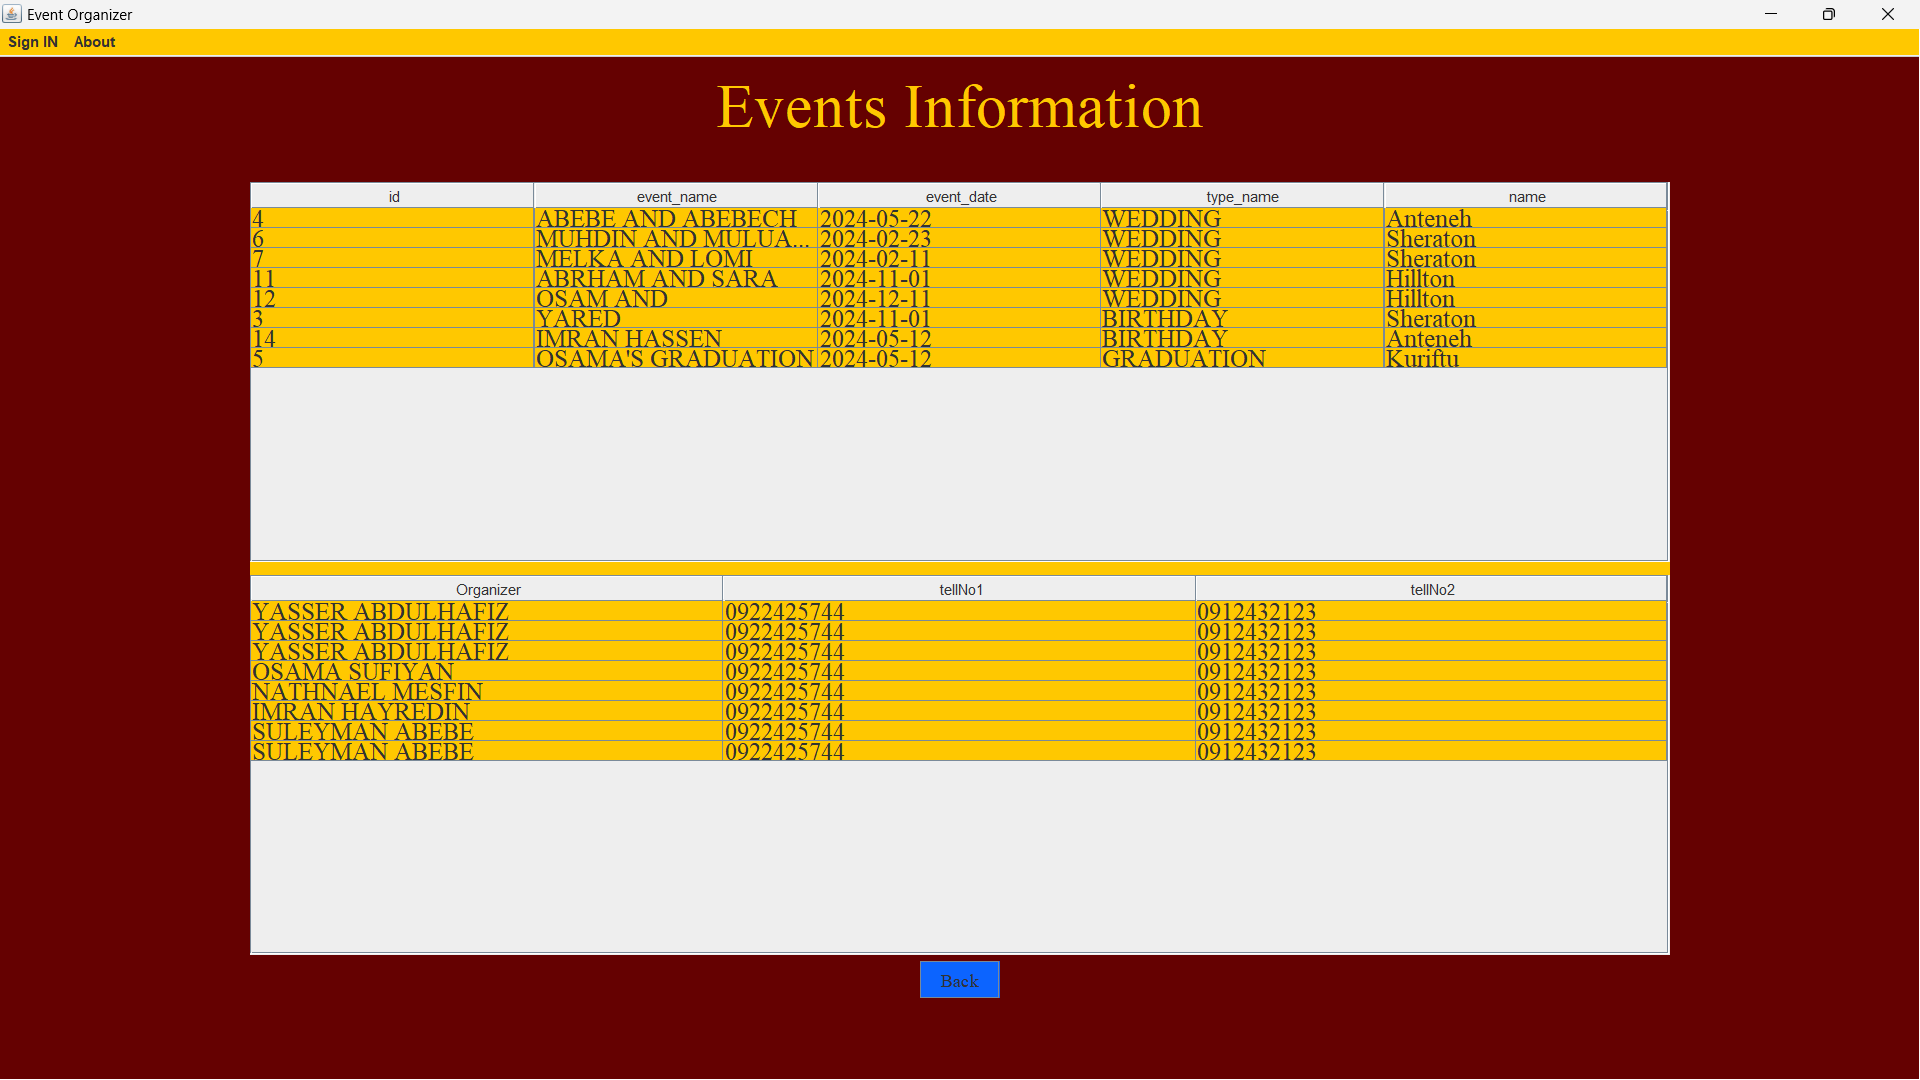 Event Organizer
Sign IN About
Events Information
id event_name event_date type_name name
4 ABEBE AND ABEBECH 2024-05-22 WEDDING Anteneh
6 MUHDIN AND MULUA... 2024-02-23 WEDDING Sheraton
7 MELKA AND LOMI 2024-02-11 WEDDING Sheraton
11 ABRHAM AND SARA 2024-11-01 WEDDING Hillton
12 OSAM AND 2024-12-11 WEDDING Hillton
3 YARED 2024-11-01 BIRTHDAY Sheraton
14 IMRAN HASSEN 2024-05-12 BIRTHDAY Anteneh
5 OSAMA'S GRADUATION 2024-05-12 GRADUATION Kuriftu
Organizer tellNo1 tellNo2
YASSER ABDULHAFIZ 0922425744 0912432123
YASSER ABDULHAFIZ 0922425744 0912432123
YASSER ABDULHAFIZ 0922425744 0912432123
OSAMA SUFIYAN 0922425744 0912432123
NATHNAEL MESFIN 0922425744 0912432123
IMRAN HAYREDIN 0922425744 0912432123
SULEYMAN ABEBE 0922425744 0912432123
SULEYMAN ABEBE 0922425744 0912432123
Back